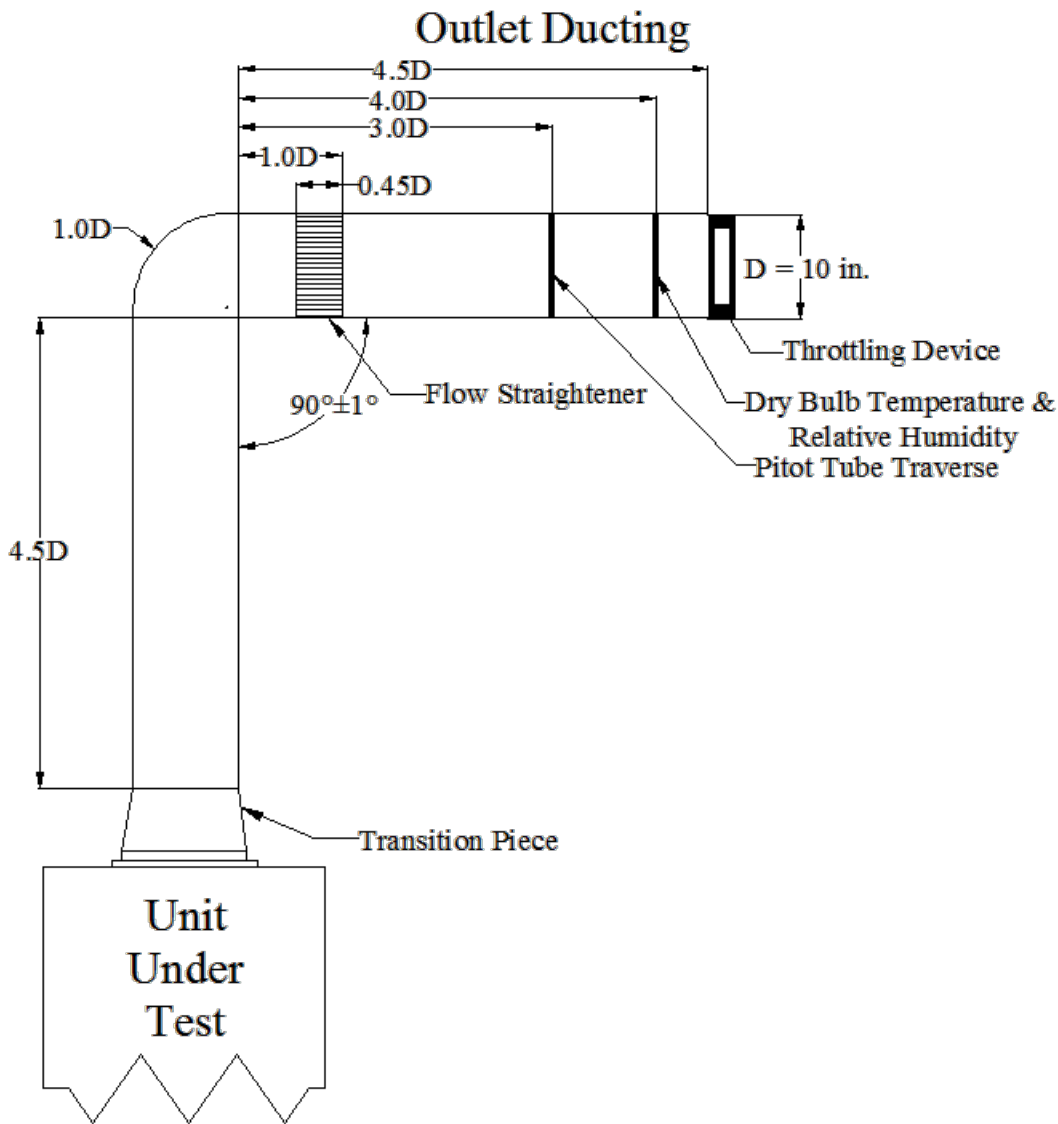 Outlet Ducting
4.5D
4.0D
3.0D
1.0D
0.45D
1.0D
D = 10 in.
Throttling Device
90°±1°
Flow Straightener
Dry Bulb Temperature &
Relative Humidity
Pitot Tube Traverse
4.5D
Transition Piece
Unit
Under
Test